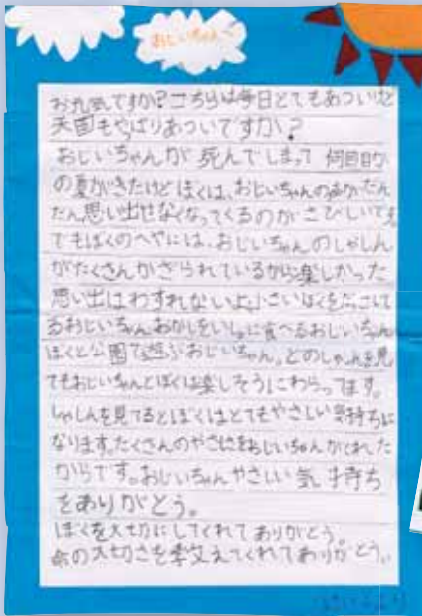 おじいちゃんへ
お元気ですか?こちらは毎日とてもあついけど
天国もやっぱりあついですか?
おじいちゃんが死んでしまって何回目か
の夏がきたけどぼくは、おじいちゃんの声がだん
だん思い出せなくなってくるのがさびしいです
でもぼくのへやには、おじいちゃんのしゃしん
がたくさんかざられているから楽しかった
思い出はわすれないよ。小さいぼくをだっこして
るおじいちゃん、おかしをいっしょに食べるおじいちゃん
ぼくと公園で遊ぶおじいちゃん。どのしゃしんを見
てもおじいちゃんとぼくは楽しそうにわらってます。
しゃしんを見てるとぼくはとてもやさしい気持ちに
なります。たくさんのやさしさをおじいちゃんがくれた
からです。おじいちゃんやさしい気持ち
をありがとう。
ぼくを大切にしてくれてありがとう。
命の大切さを教えてくれてありがとう。